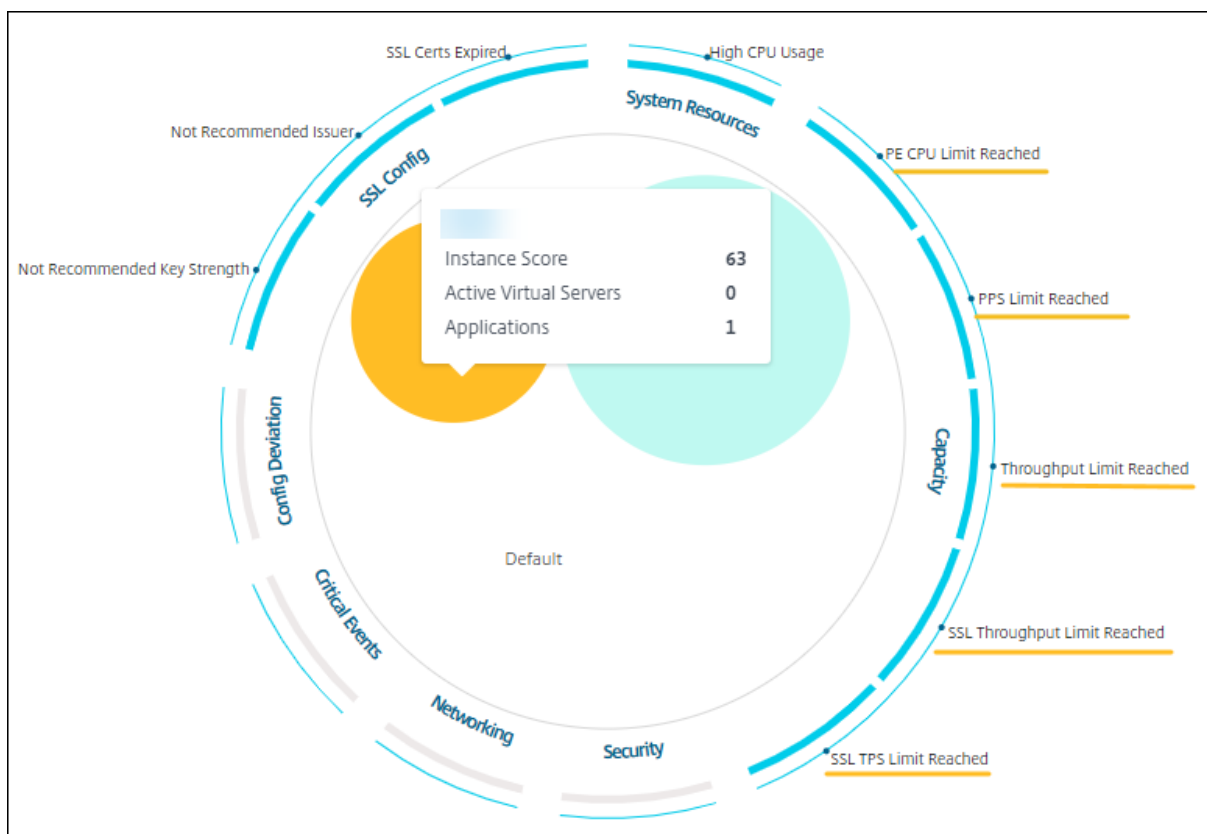 SSL Certs Expired
High CPU Usage
System Resources
Not Recommended Issuer
PE CPU Limit Reached
SSL Config
Not Recommended Key Strength
Instance Score 63
Active Virtual Servers 0
Applications 1
PPS Limit Reached
Config Deviation
Capacity
Throughput Limit Reached
Default
Critical Events
SSL Throughput Limit Reached
Networking
Security
SSL TPS Limit Reached